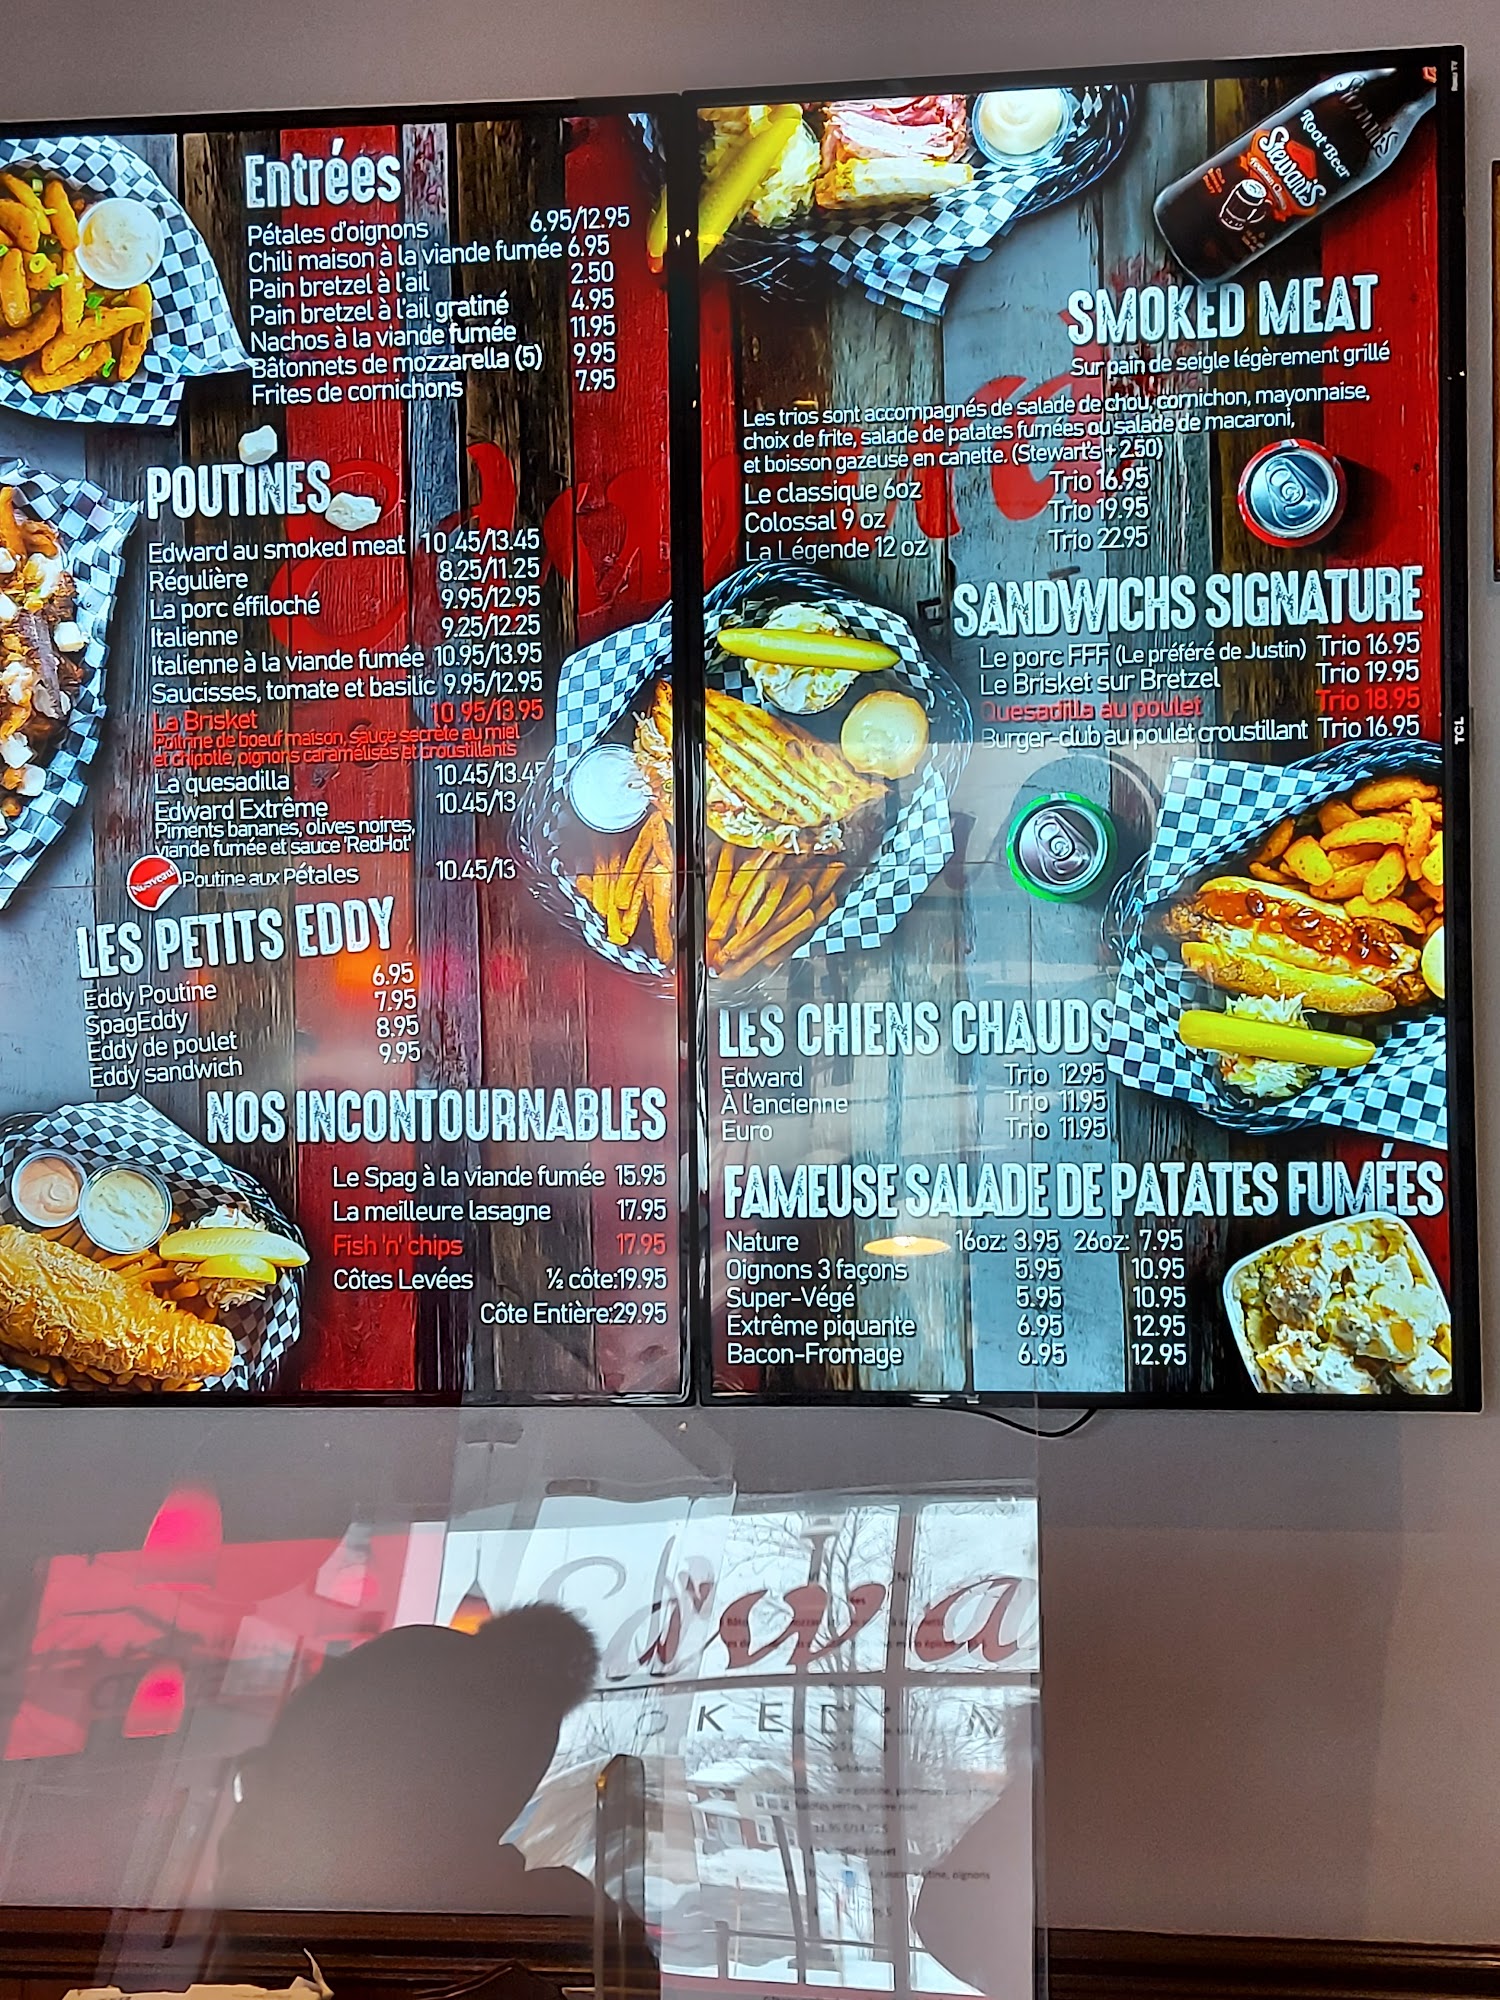 Entrées
Pétales d'oignons 6.95/12.95
Chili maison à la viande fumée 6.95
Pain bretzel à l'ail 2.50
Pain bretzel à l'ail gratiné 4.95
Nachos à la viande fumée 11.95
Bâtonnets de mozzarella (5) 9.95
Frites de cornichons 7.95
POUTINES
Edward au smoked meat 10.45/13.45
Régulière 8.25/11.25
La porc éffiloché 9.95/12.95
Italienne 9.25/12.25
Italienne à la viande fumée 10.95/13.95
Saucisses, tomate et basilic 9.95/12.95
La Brisket 10.95/13.95
Poitrine de boeuf maison, sauce secrète au miel
et chipotle, oignons caramélisés et croustillants
La quesadilla 10.45/13.45
Edward Extrême 10.45/13
Piments bananes, olives noires,
viande fumée et sauce 'RedHot'
Nouveau! Poutine aux Pétales 10.45/13
LES PETITS EDDY
Eddy Poutine 6.95
SpagEddy 7.95
Eddy de poulet 8.95
Eddy sandwich 9.95
NOS INCONTOURNABLES
Le Spag à la viande fumée 15.95
La meilleure lasagne 17.95
Fish 'n' chips 17.95
Côtes Levées ½ côte:19.95
Côte Entière:29.95
Stewart's
Root Beer
SMOKED MEAT
Sur pain de seigle légèrement grillé
Les trios sont accompagnés de salade de chou, cornichon, mayonnaise,
choix de frite, salade de patates fumées ou salade de macaroni,
et boisson gazeuse en canette. (Stewart's + 2.50)
Le classique 6oz Trio 16.95
Colossal 9 oz Trio 19.95
La Légende 12 oz Trio 22.95
SANDWICHS SIGNATURE
Le porc FFF (Le préféré de Justin) Trio 16.95
Le Brisket sur Bretzel Trio 19.95
Quesadilla au poulet Trio 18.95
Burger-club au poulet croustillant Trio 16.95
TCL
LES CHIENS CHAUDS
Edward Trio 12.95
À l'ancienne Trio 11.95
Euro Trio 11.95
FAMEUSE SALADE DE PATATES FUMÉES
Nature 16oz: 3.95 26oz: 7.95
Oignons 3 façons 5.95 10.95
Super-Végé 5.95 10.95
Extrême piquante 6.95 12.95
Bacon-Fromage 6.95 12.95